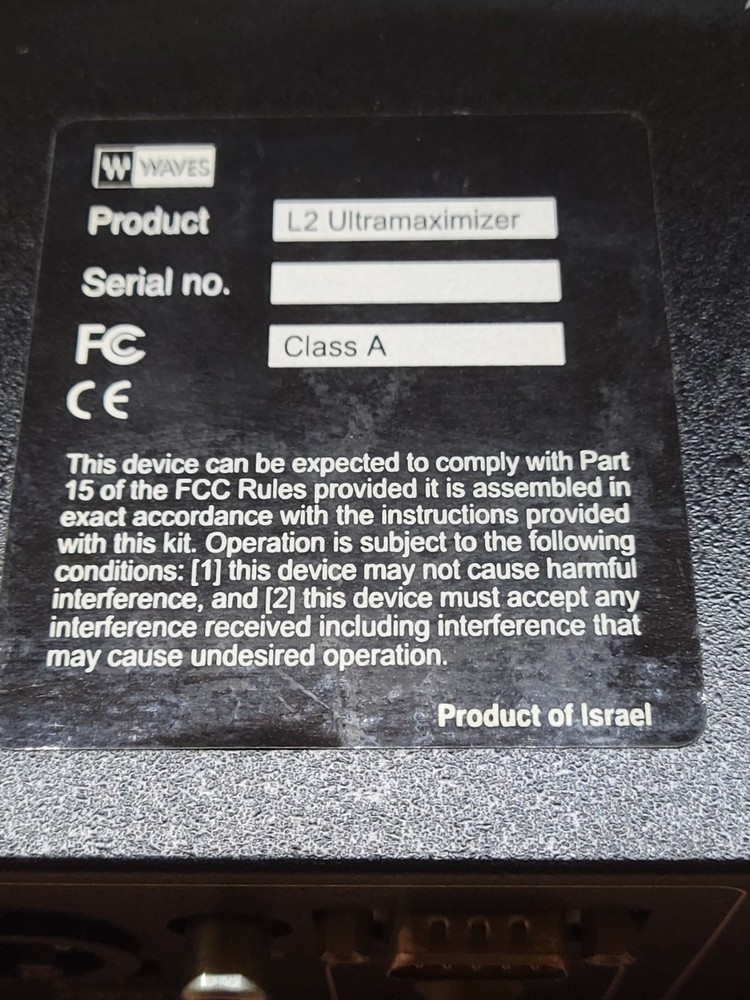 W WAVES
Product L2 Ultramaximizer
Serial no.
FC Class A
CE
This device can be expected to comply with Part
15 of the FCC Rules provided it is assembled in
exact accordance with the instructions provided
with this kit. Operation is subject to the following
conditions: [1] this device may not cause harmful
interference, and [2] this device must accept any
interference received including interference that
may cause undesired operation.
Product of Israel